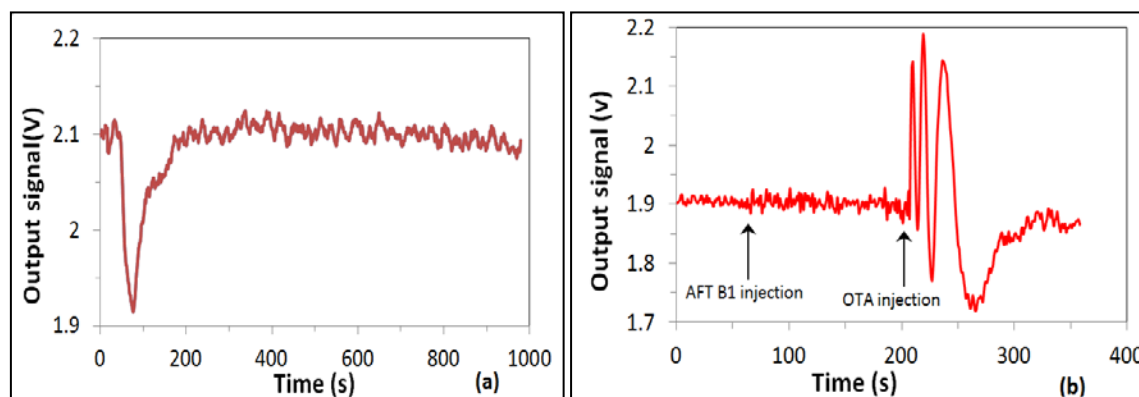 2.2
2.1
2
1.9
Output signal(V)
0 200 400 600 800 1000
Time (s)
(a)
2.2
2.1
2
1.9
1.8
1.7
Output signal (v)
AFT B1 injection
OTA injection
0 100 200 300 400
Time (s)
(b)